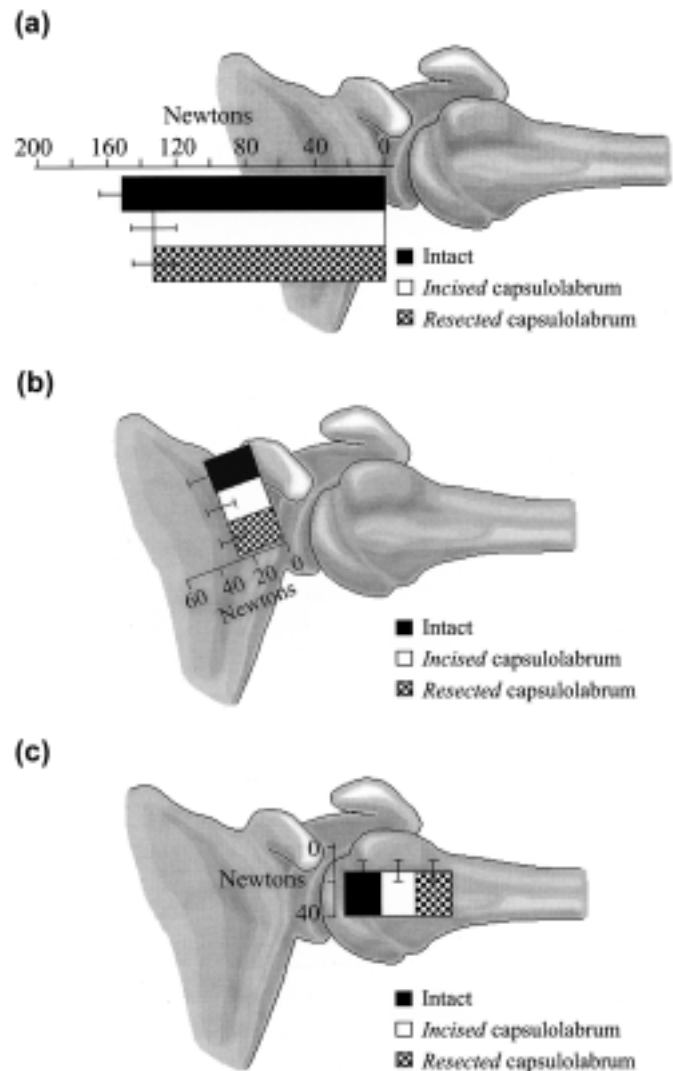 (a)
Newtons
200 160 120 80 40 0
Intact
Incised capsulolabrum
Resected capsulolabrum
(b)
60 40 20 0
Newtons
Intact
Incised capsulolabrum
Resected capsulolabrum
(c)
0
Newtons
40
Intact
Incised capsulolabrum
Resected capsulolabrum